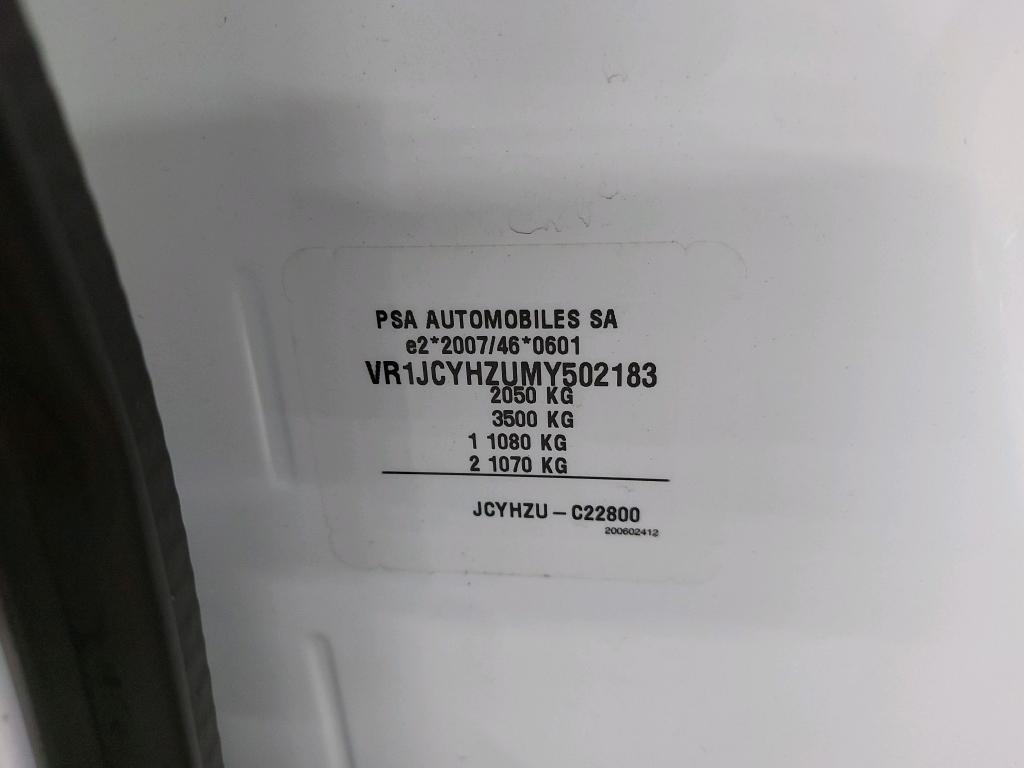 PSA AUTOMOBILES SA
e2*2007/46*0601
VR1JCYHZUMY502183
2050 KG
3500 KG
1 1080 KG
2 1070 KG
JCYHZU – C22800
200602412